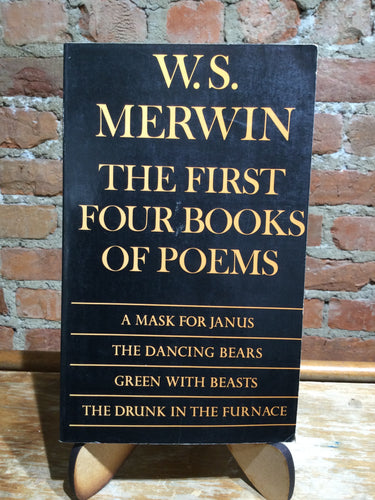 W.S.
MERWIN
THE FIRST
FOUR BOOKS
OF POEMS
A MASK FOR JANUS
THE DANCING BEARS
GREEN WITH BEASTS
THE DRUNK IN THE FURNACE